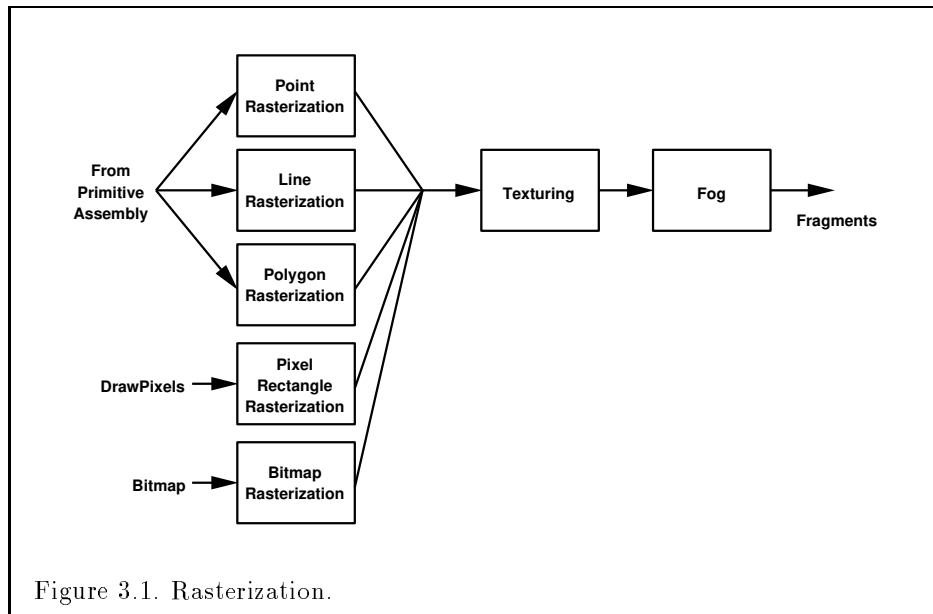 Point
Rasterization
From
Primitive
Assembly
Line
Rasterization
Texturing
Fog
Fragments
Polygon
Rasterization
DrawPixels
Pixel
Rectangle
Rasterization
Bitmap
Bitmap
Rasterization
Figure 3.1. Rasterization.